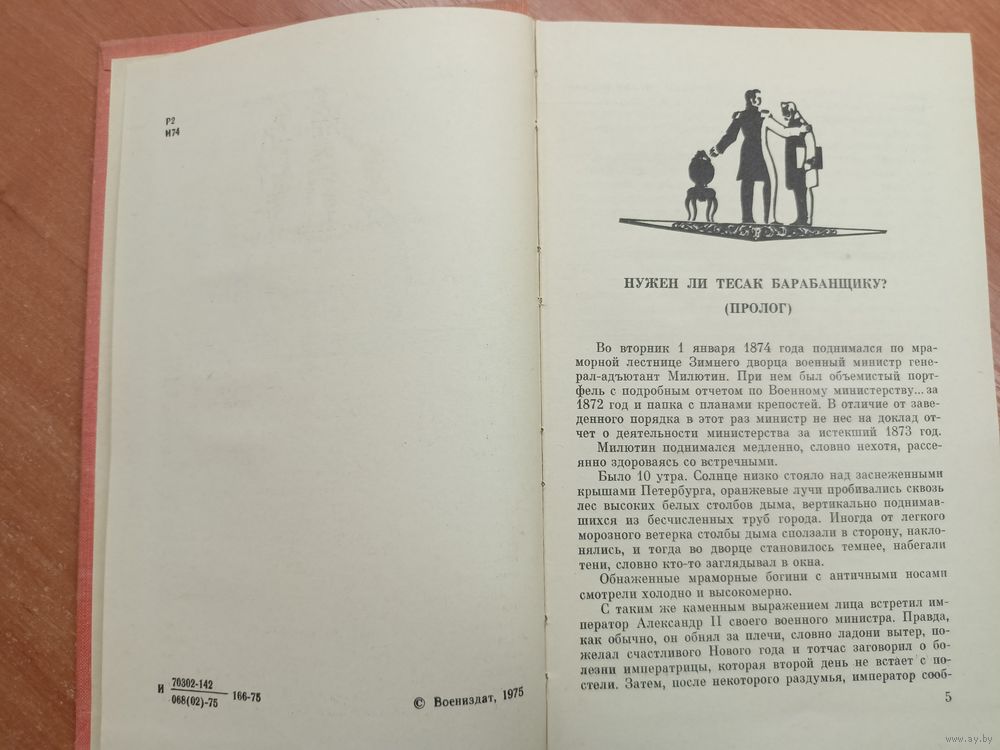 Р2
И74
И 70302-142
068(02)-75 166-75
© Воениздат, 1975
НУЖЕН ЛИ ТЕСАК БАРАБАНЩИКУ?
(ПРОЛОГ)
Во вторник 1 января 1874 года поднимался по мра-
морной лестнице Зимнего дворца военный министр гене-
рал-адъютант Милютин. При нем был объемистый порт-
фель с подробным отчетом по Военному министерству... за
1872 год и папка с планами крепостей. В отличие от заве-
денного порядка в этот раз министр не нес на доклад от-
чет о деятельности министерства за истекший 1873 год.
Милютин поднимался медленно, словно нехотя, рассе-
янно здороваясь со встречными.
Было 10 утра. Солнце низко стояло над заснеженными
крышами Петербурга, оранжевые лучи пробивались сквозь
лес высоких белых столбов дыма, вертикально поднимав-
шихся из бесчисленных труб города. Иногда от легкого
морозного ветерка столбы дыма сползали в сторону, накло-
нялись, и тогда во дворце становилось темнее, набегали
тени, словно кто-то заглядывал в окна.
Обнаженные мраморные богини с античными носами
смотрели холодно и высокомерно.
С таким же каменным выражением лица встретил им-
ператор Александр II своего военного министра. Правда,
как обычно, он обнял за плечи, словно ладони вытер, по-
желал счастливого Нового года и тотчас заговорил о бо-
лезни императрицы, которая второй день не встает с по-
стели. Затем, после некоторого раздумья, император сооб-
5
www.ay.by